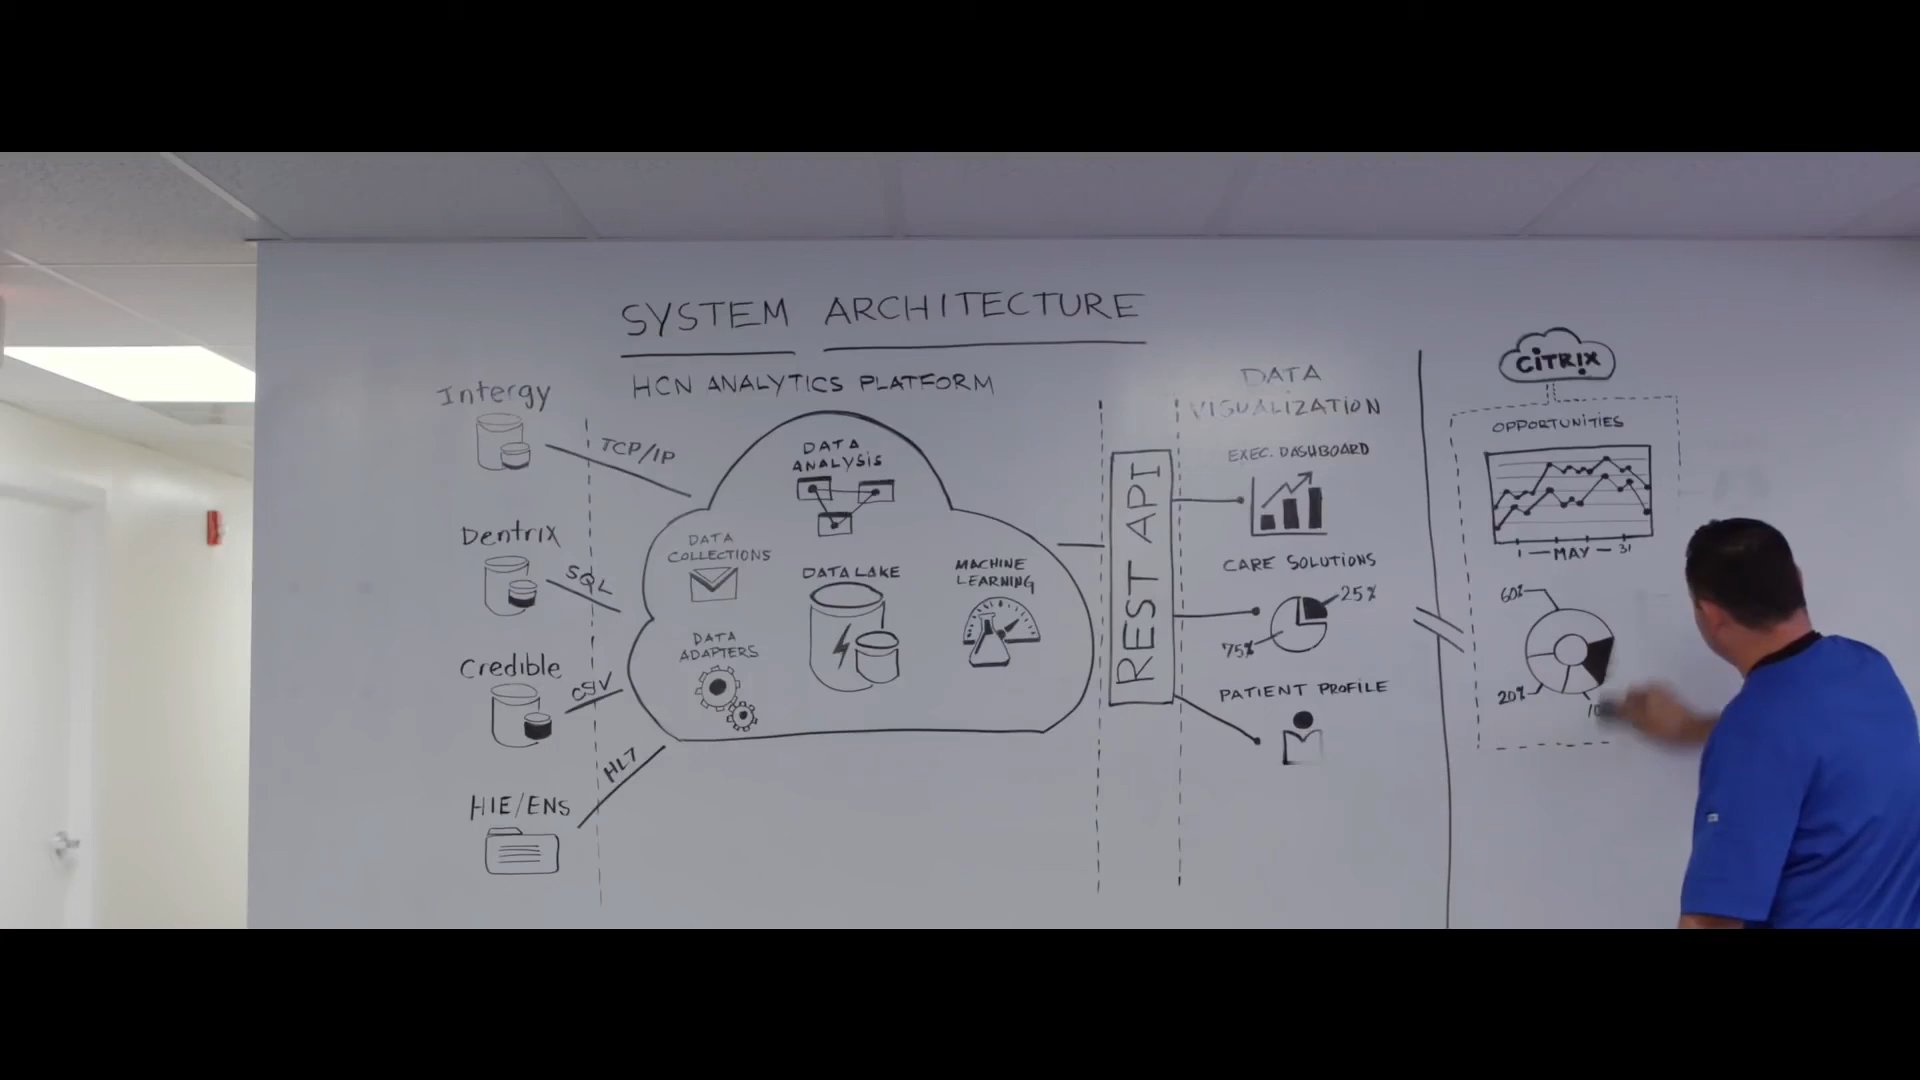 SYSTEM ARCHITECTURE
HCN ANALYTICS PLATFORM
Intergy
TCP/IP
Dentrix
SQL
Credible
CSV
HIE/ENS
HL7
DATA
ANALYSIS
DATA
COLLECTIONS
DATA
ADAPTERS
DATA LAKE
MACHINE
LEARNING
REST API
DATA
VISUALIZATION
EXEC. DASHBOARD
CARE SOLUTIONS
25%
75%
PATIENT PROFILE
CiTRiX
OPPORTUNITIES
1 — MAY — 31
60%
20%